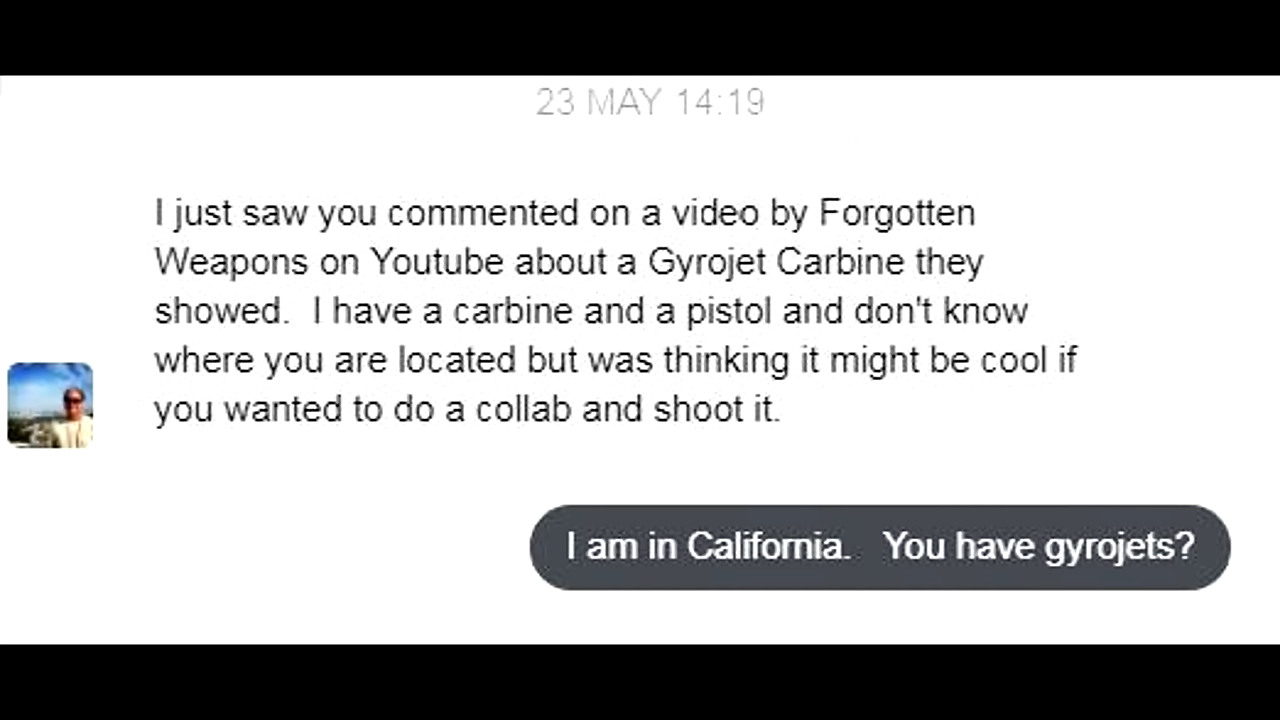 23 MAY 14:19
I just saw you commented on a video by Forgotten
Weapons on Youtube about a Gyrojet Carbine they
showed.  I have a carbine and a pistol and don't know
where you are located but was thinking it might be cool if
you wanted to do a collab and shoot it.
I am in California.   You have gyrojets?